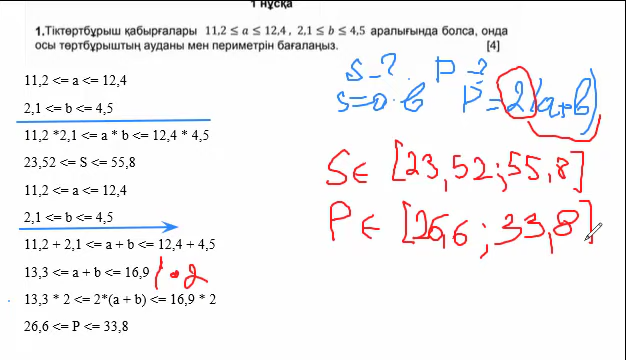 1 нұсқа
1.Тіктөртбұрыш қабырғалары 11,2 ≤ a ≤ 12,4 , 2,1 ≤ b ≤ 4,5 аралығында болса, онда
осы төртбұрыштың ауданы мен периметрін бағалаңыз. [4]
S-? P-?
S=a·b P=2(a+b)
11,2 <= a <= 12,4
2,1 <= b <= 4,5
11,2 *2,1 <= a * b <= 12,4 * 4,5
23,52 <= S <= 55,8
S∈ [23,52;55,8]
11,2 <= a <= 12,4
2,1 <= b <= 4,5
P∈ [26,6;33,8]
11,2 + 2,1 <= a + b <= 12,4 + 4,5
13,3 <= a + b <= 16,9 |·2
13,3 * 2 <= 2*(a + b) <= 16,9 * 2
26,6 <= P <= 33,8